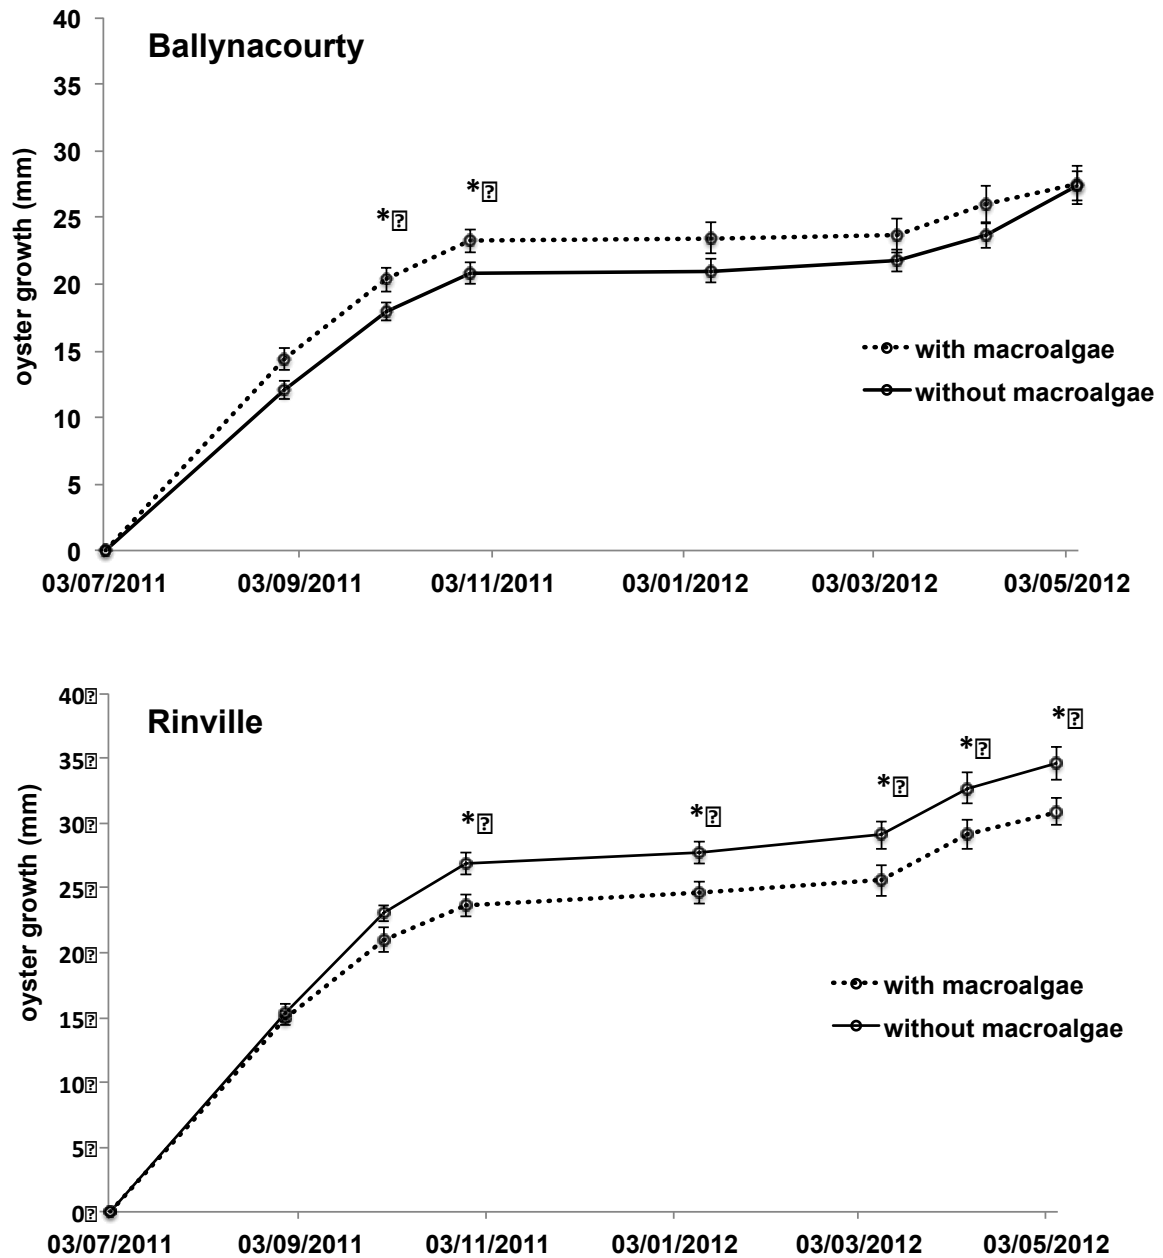 Ballynacourty
oyster growth (mm)
40
35
30
25
20
15
10
5
0
*⍰
*⍰
with macroalgae
without macroalgae
03/07/2011 03/09/2011 03/11/2011 03/01/2012 03/03/2012 03/05/2012
Rinville
oyster growth (mm)
40⍰
35⍰
30⍰
25⍰
20⍰
15⍰
10⍰
5⍰
0⍰
*⍰
*⍰
*⍰
*⍰
*⍰
with macroalgae
without macroalgae
03/07/2011 03/09/2011 03/11/2011 03/01/2012 03/03/2012 03/05/2012